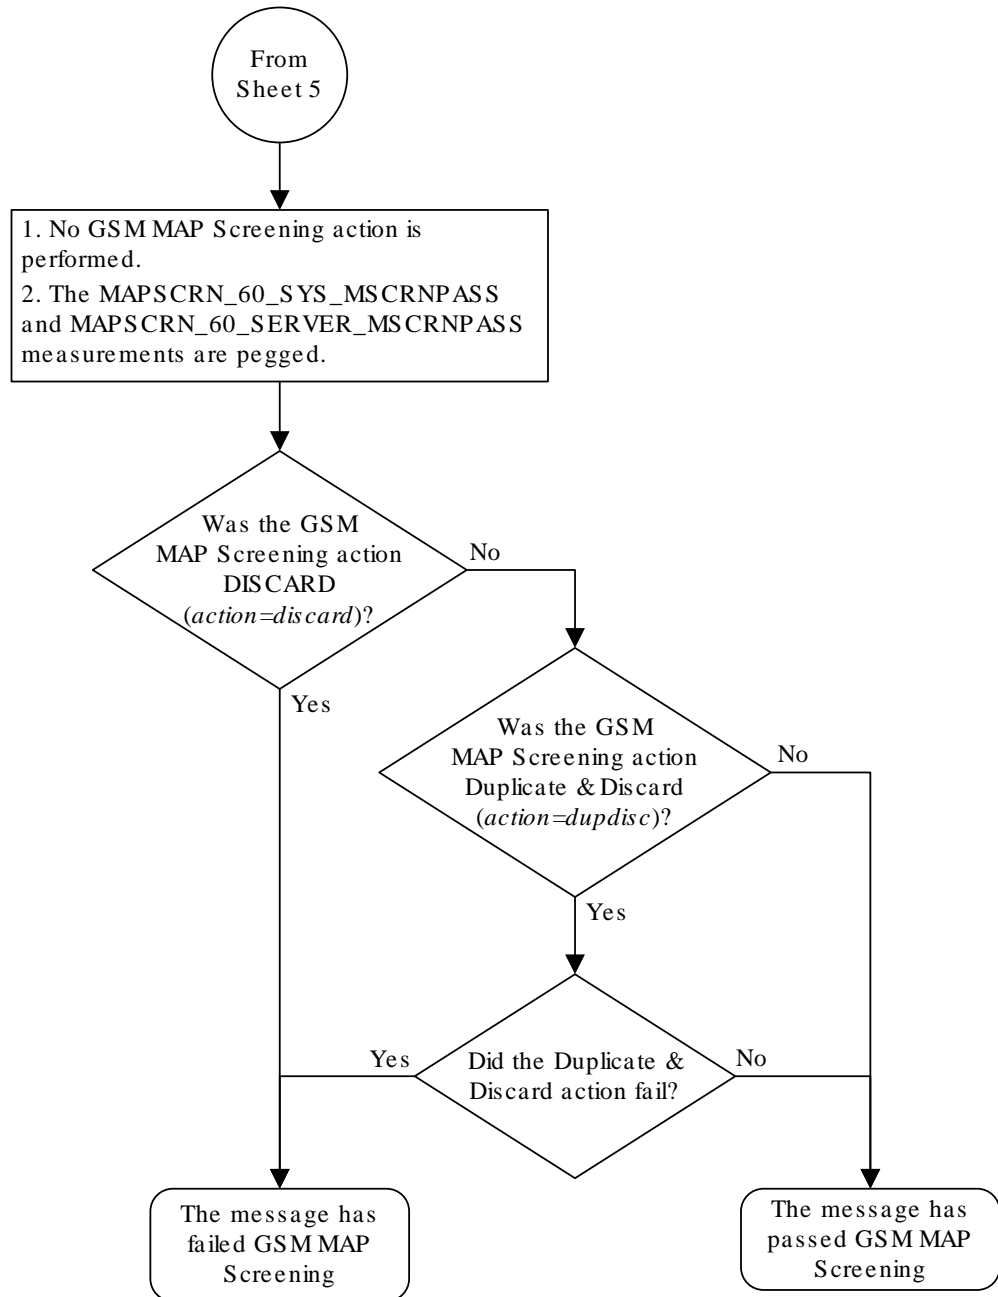 From
Sheet 5
1. No GSM MAP Screening action is
performed.
2. The MAPSCRN_60_SYS_MSCRNPASS
and MAPSCRN_60_SERVER_MSCRNPASS
measurements are pegged.
Was the GSM
MAP Screening action
DISCARD
(action=discard)?
No
Yes
Was the GSM
MAP Screening action
Duplicate & Discard
(action=dupdisc)?
No
Yes
Did the Duplicate &
Discard action fail?
Yes
No
The message has
failed GSM MAP
Screening
The message has
passed GSM MAP
Screening